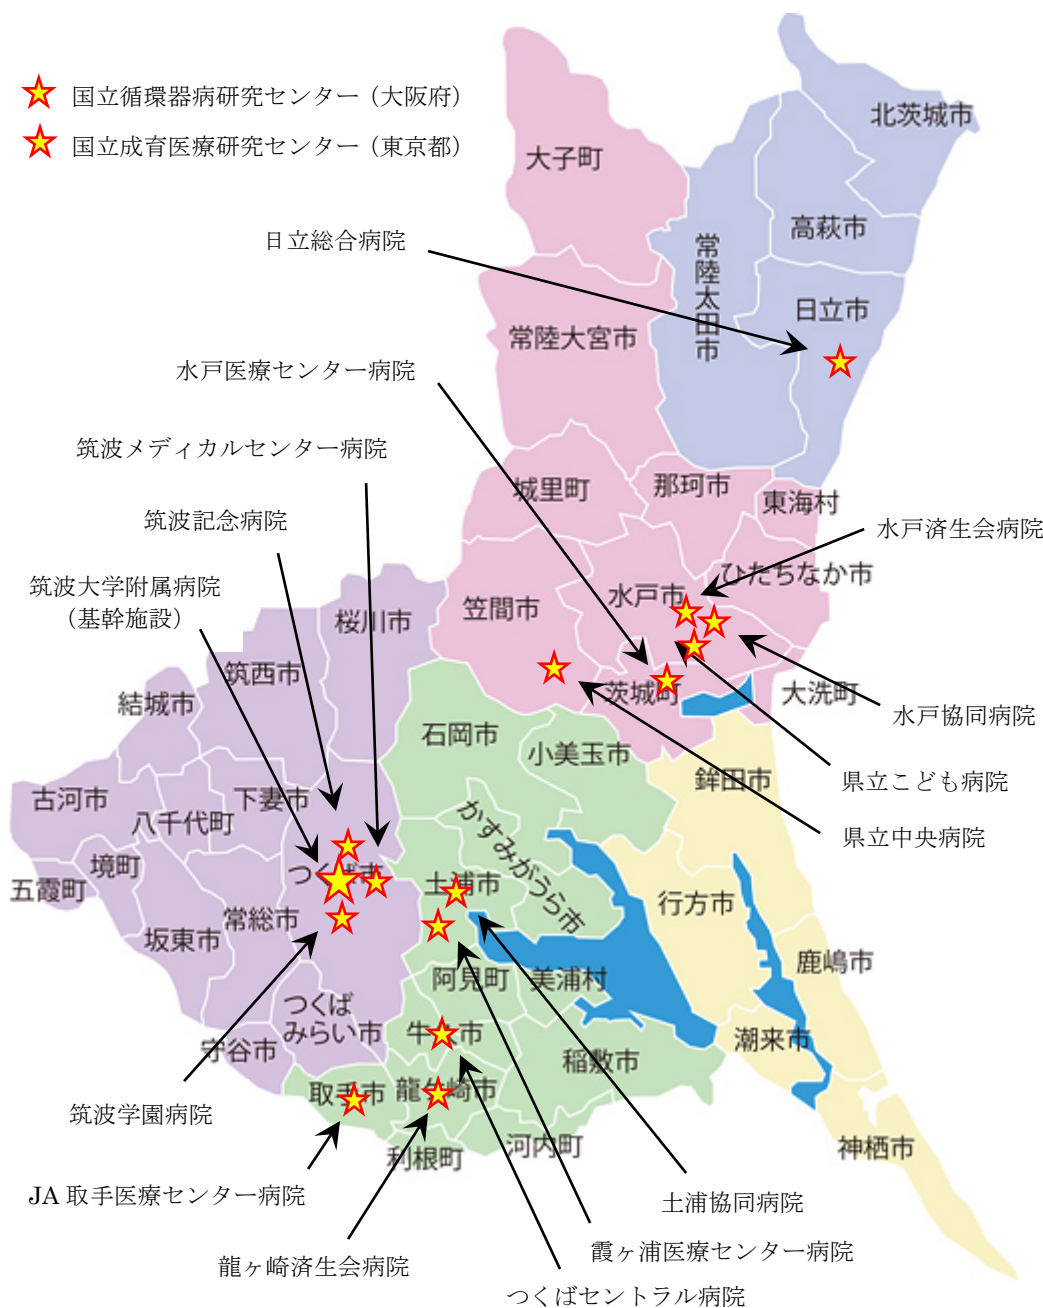 国立循環器病研究センター（大阪府）
国立成育医療研究センター（東京都）
北茨城市
大子町
高萩市
日立総合病院
常陸太田市
日立市
常陸大宮市
水戸医療センター病院
筑波メディカルセンター病院
城里町
那珂市
東海村
筑波記念病院
水戸済生会病院
筑波大学附属病院
（基幹施設）
ひたちなか市
水戸市
笠間市
桜川市
筑西市
茨城町
大洗町
結城市
水戸協同病院
石岡市
小美玉市
鉾田市
県立こども病院
古河市
下妻市
八千代町
かすみがうら市
県立中央病院
境町
五霞町
つくば市
土浦市
行方市
常総市
坂東市
鹿嶋市
阿見町
美浦村
つくば
みらい市
牛久市
潮来市
守谷市
稲敷市
取手市
龍ヶ崎市
筑波学園病院
利根町
河内町
神栖市
JA 取手医療センター病院
土浦協同病院
霞ヶ浦医療センター病院
龍ヶ崎済生会病院
つくばセントラル病院